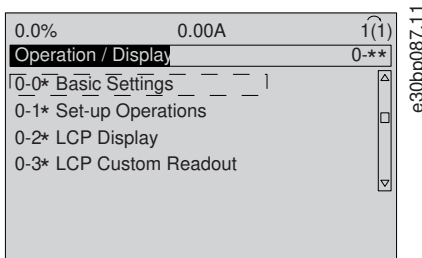 0.0% 0.00A 1(1)
Operation / Display 0-**
0-0* Basic Settings
0-1* Set-up Operations
0-2* LCP Display
0-3* LCP Custom Readout
e30bp087.11